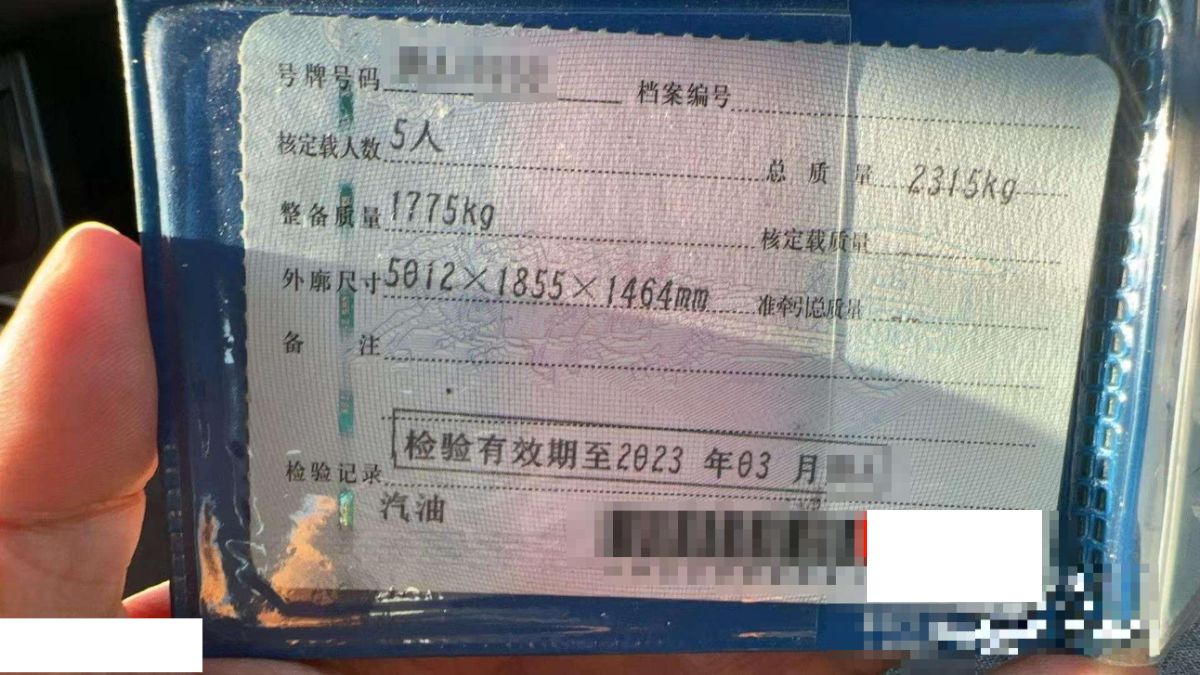 号牌号码
档案编号
核定载人数 5人
总质量 2315kg
整备质量 1775kg
核定载质量
外廓尺寸 5012×1855×1464mm
准牵引总质量
备注
检验有效期至2023年03月
检验记录
汽油